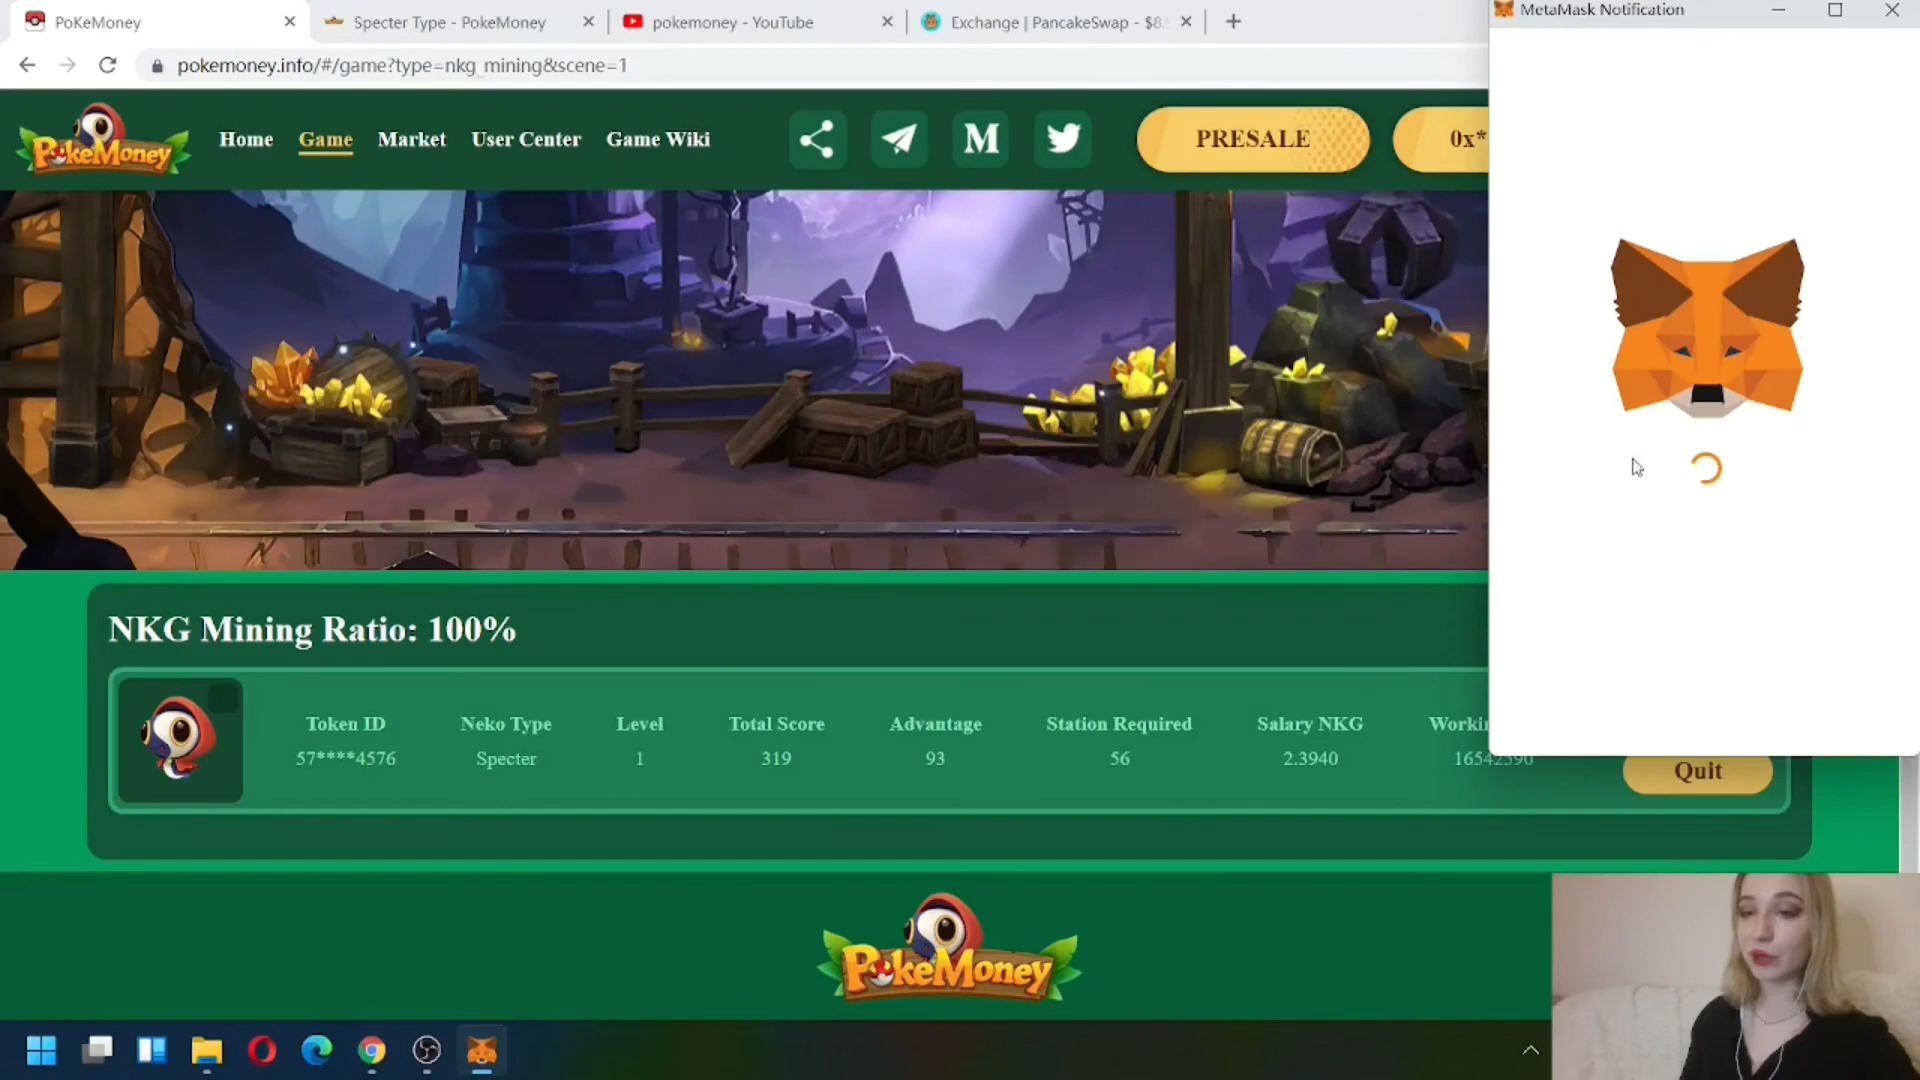 PoKeMoney
Specter Type - PokeMoney
pokemoney - YouTube
Exchange | PancakeSwap - $8.
MetaMask Notification
pokemoney.info/#/game?type=nkg_mining&scene=1
PokeMoney
Home
Game
Market
User Center
Game Wiki
M
PRESALE
0x*
NKG Mining Ratio: 100%
Token ID
Neko Type
Level
Total Score
Advantage
Station Required
Salary NKG
57****4576
Specter
1
319
93
56
2.3940
16542590
Quit
PokeMoney